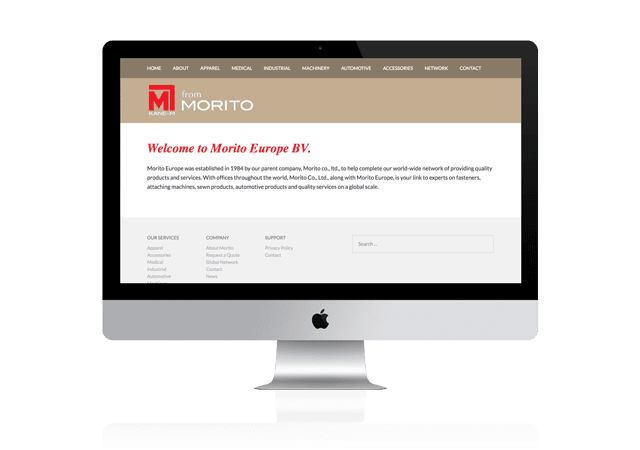 HOME ABOUT APPAREL MEDICAL INDUSTRIAL MACHINERY AUTOMOTIVE ACCESSORIES NETWORK CONTACT
from
KANE-M MORITO
Welcome to Morito Europe BV.
Morito Europe was established in 1984 by our parent company, Morito co., ltd., to help complete our world-wide network of providing quality
products and services. With offices throughout the world, Morito Co., Ltd., along with Morito Europe, is your link to experts on fasteners,
attaching machines, sewn products, automotive products and quality services on a global scale.
OUR SERVICES COMPANY SUPPORT
Apparel About Morito Privacy Policy Search ...
Accessories Request a Quote Contact
Medical Global Network
Industrial Contact
Automotive News